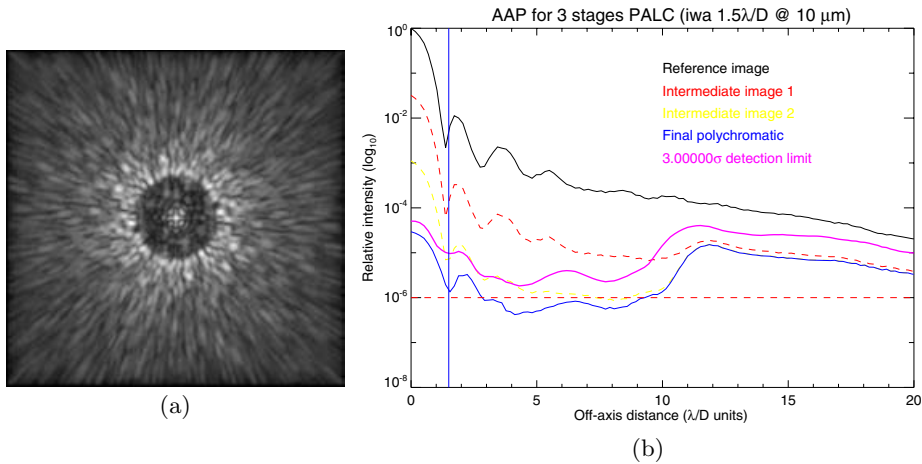 AAP for 3 stages PALC (iwa 1.5λ/D @ 10 μm)
Reference image
Intermediate image 1
Intermediate image 2
Final polychromatic
3.00000σ detection limit
Relative intensity (log₁₀)
10⁰
10⁻²
10⁻⁴
10⁻⁶
10⁻⁸
0 5 10 15 20
Off-axis distance (λ/D units)
(a)
(b)